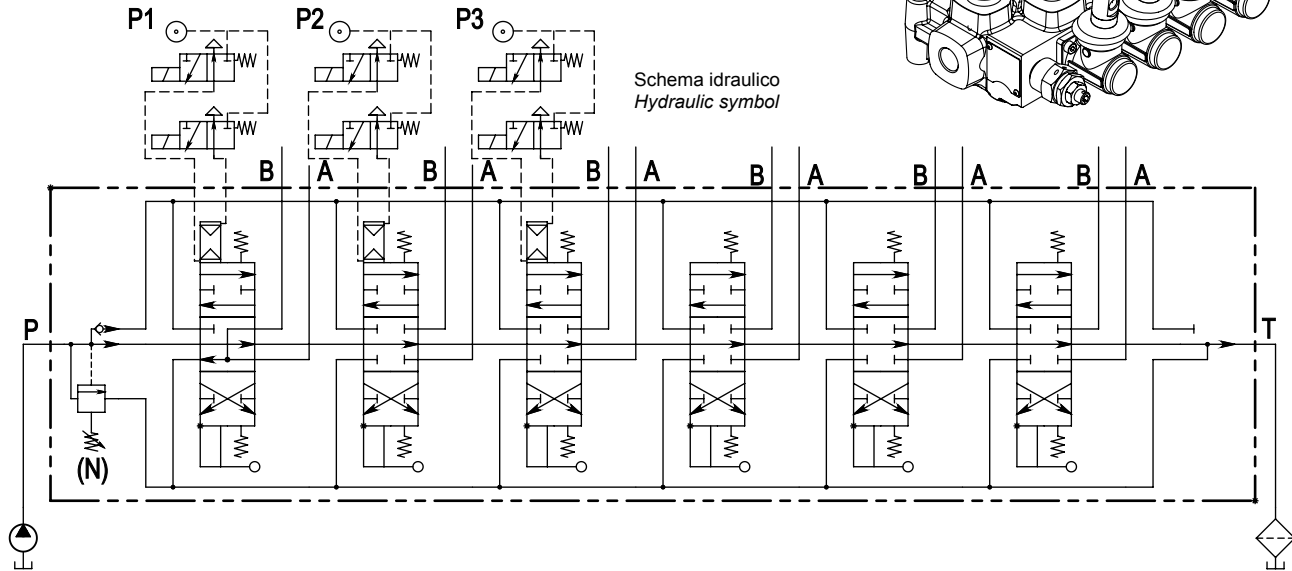 P1 P2 P3
Schema idraulico
Hydraulic symbol
B A B A B A B A B A B A
P T
(N)